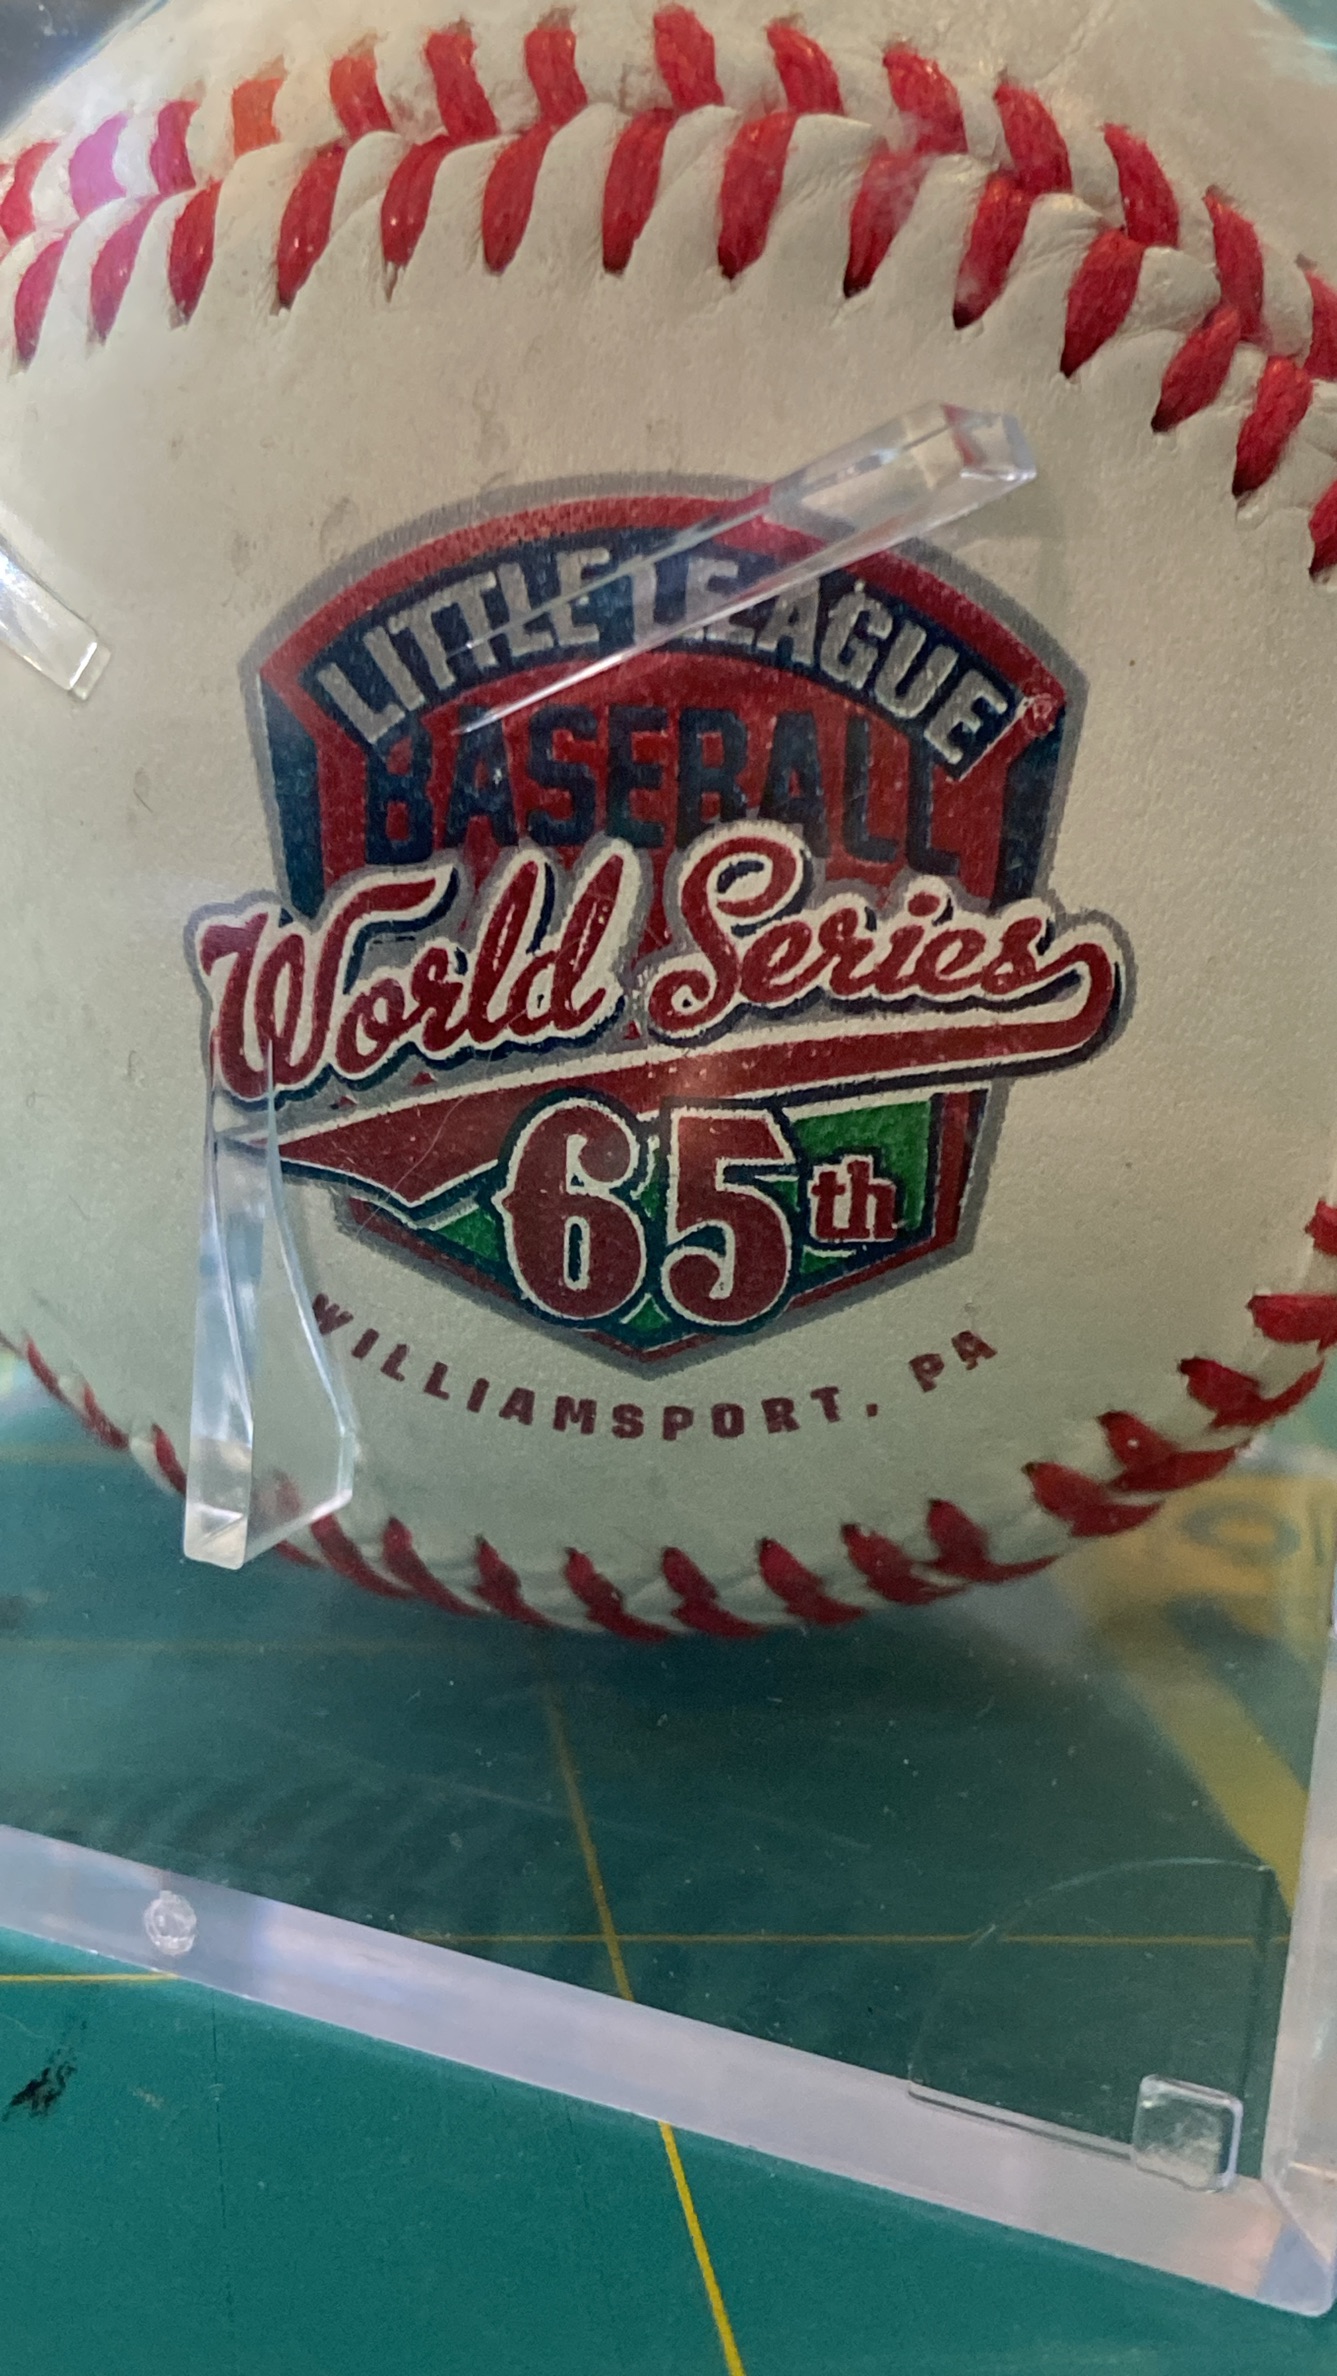 LITTLE LEAGUE
BASEBALL
World Series
65th
WILLIAMSPORT, PA